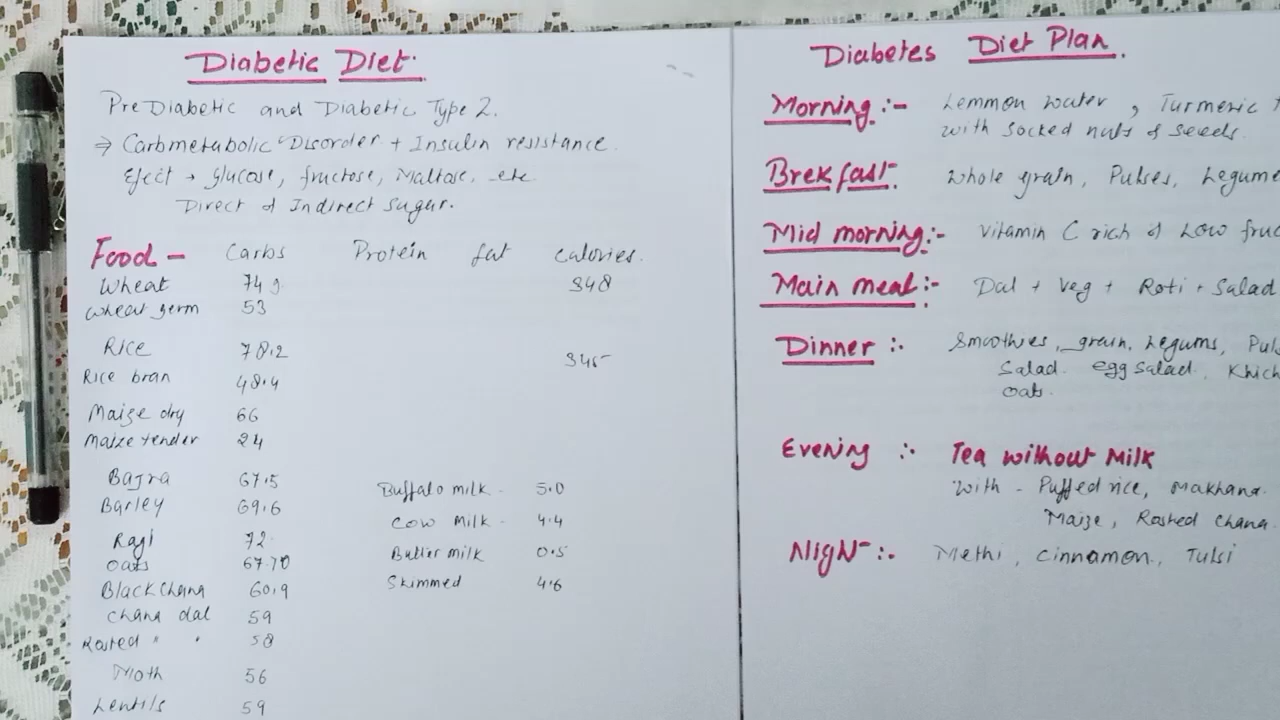 Diabetic Diet.
PreDiabetic and Diabetic Type 2.
⇒ Carbmetabolic Disorder + Insulin resistance.
Efect → glucose, fructose, Maltose, etc
Direct & Indirect Sugar.
Food – Carbs Protein fat calories.
Wheat 74g 348
wheat germ 53
Rice 78.2 345
Rice bran 48.4
Maize dry 66
Maize tender 24
Bajra 67.5
Barley 69.6
Ragi 72
Oats
Black chana 60.9
Chana dal 59
Rosted " " 58
Moth 56
Lentils 59
Buffalo milk - 5.0
Cow milk - 4.4
Butter milk 0.5
Skimmed 4.6
Diabetes Diet Plan.
Morning :- Lemmon water, Turmeric +
with socked nuts & seeds.
Brekfast Whole grain, Pulses, Legume
Mid morning:- Vitamin C rich & Low fruc
Main meal:- Dal + Veg + Roti + Salad
Dinner :- Smoothies, grain, Legums, Pul
Salad. egg salad, Khich
oats.
Evening :- Tea without Milk
With - Puffed rice, Makhana.
Maize, Rosted chana.
Night :- Methi, Cinnamon, Tulsi